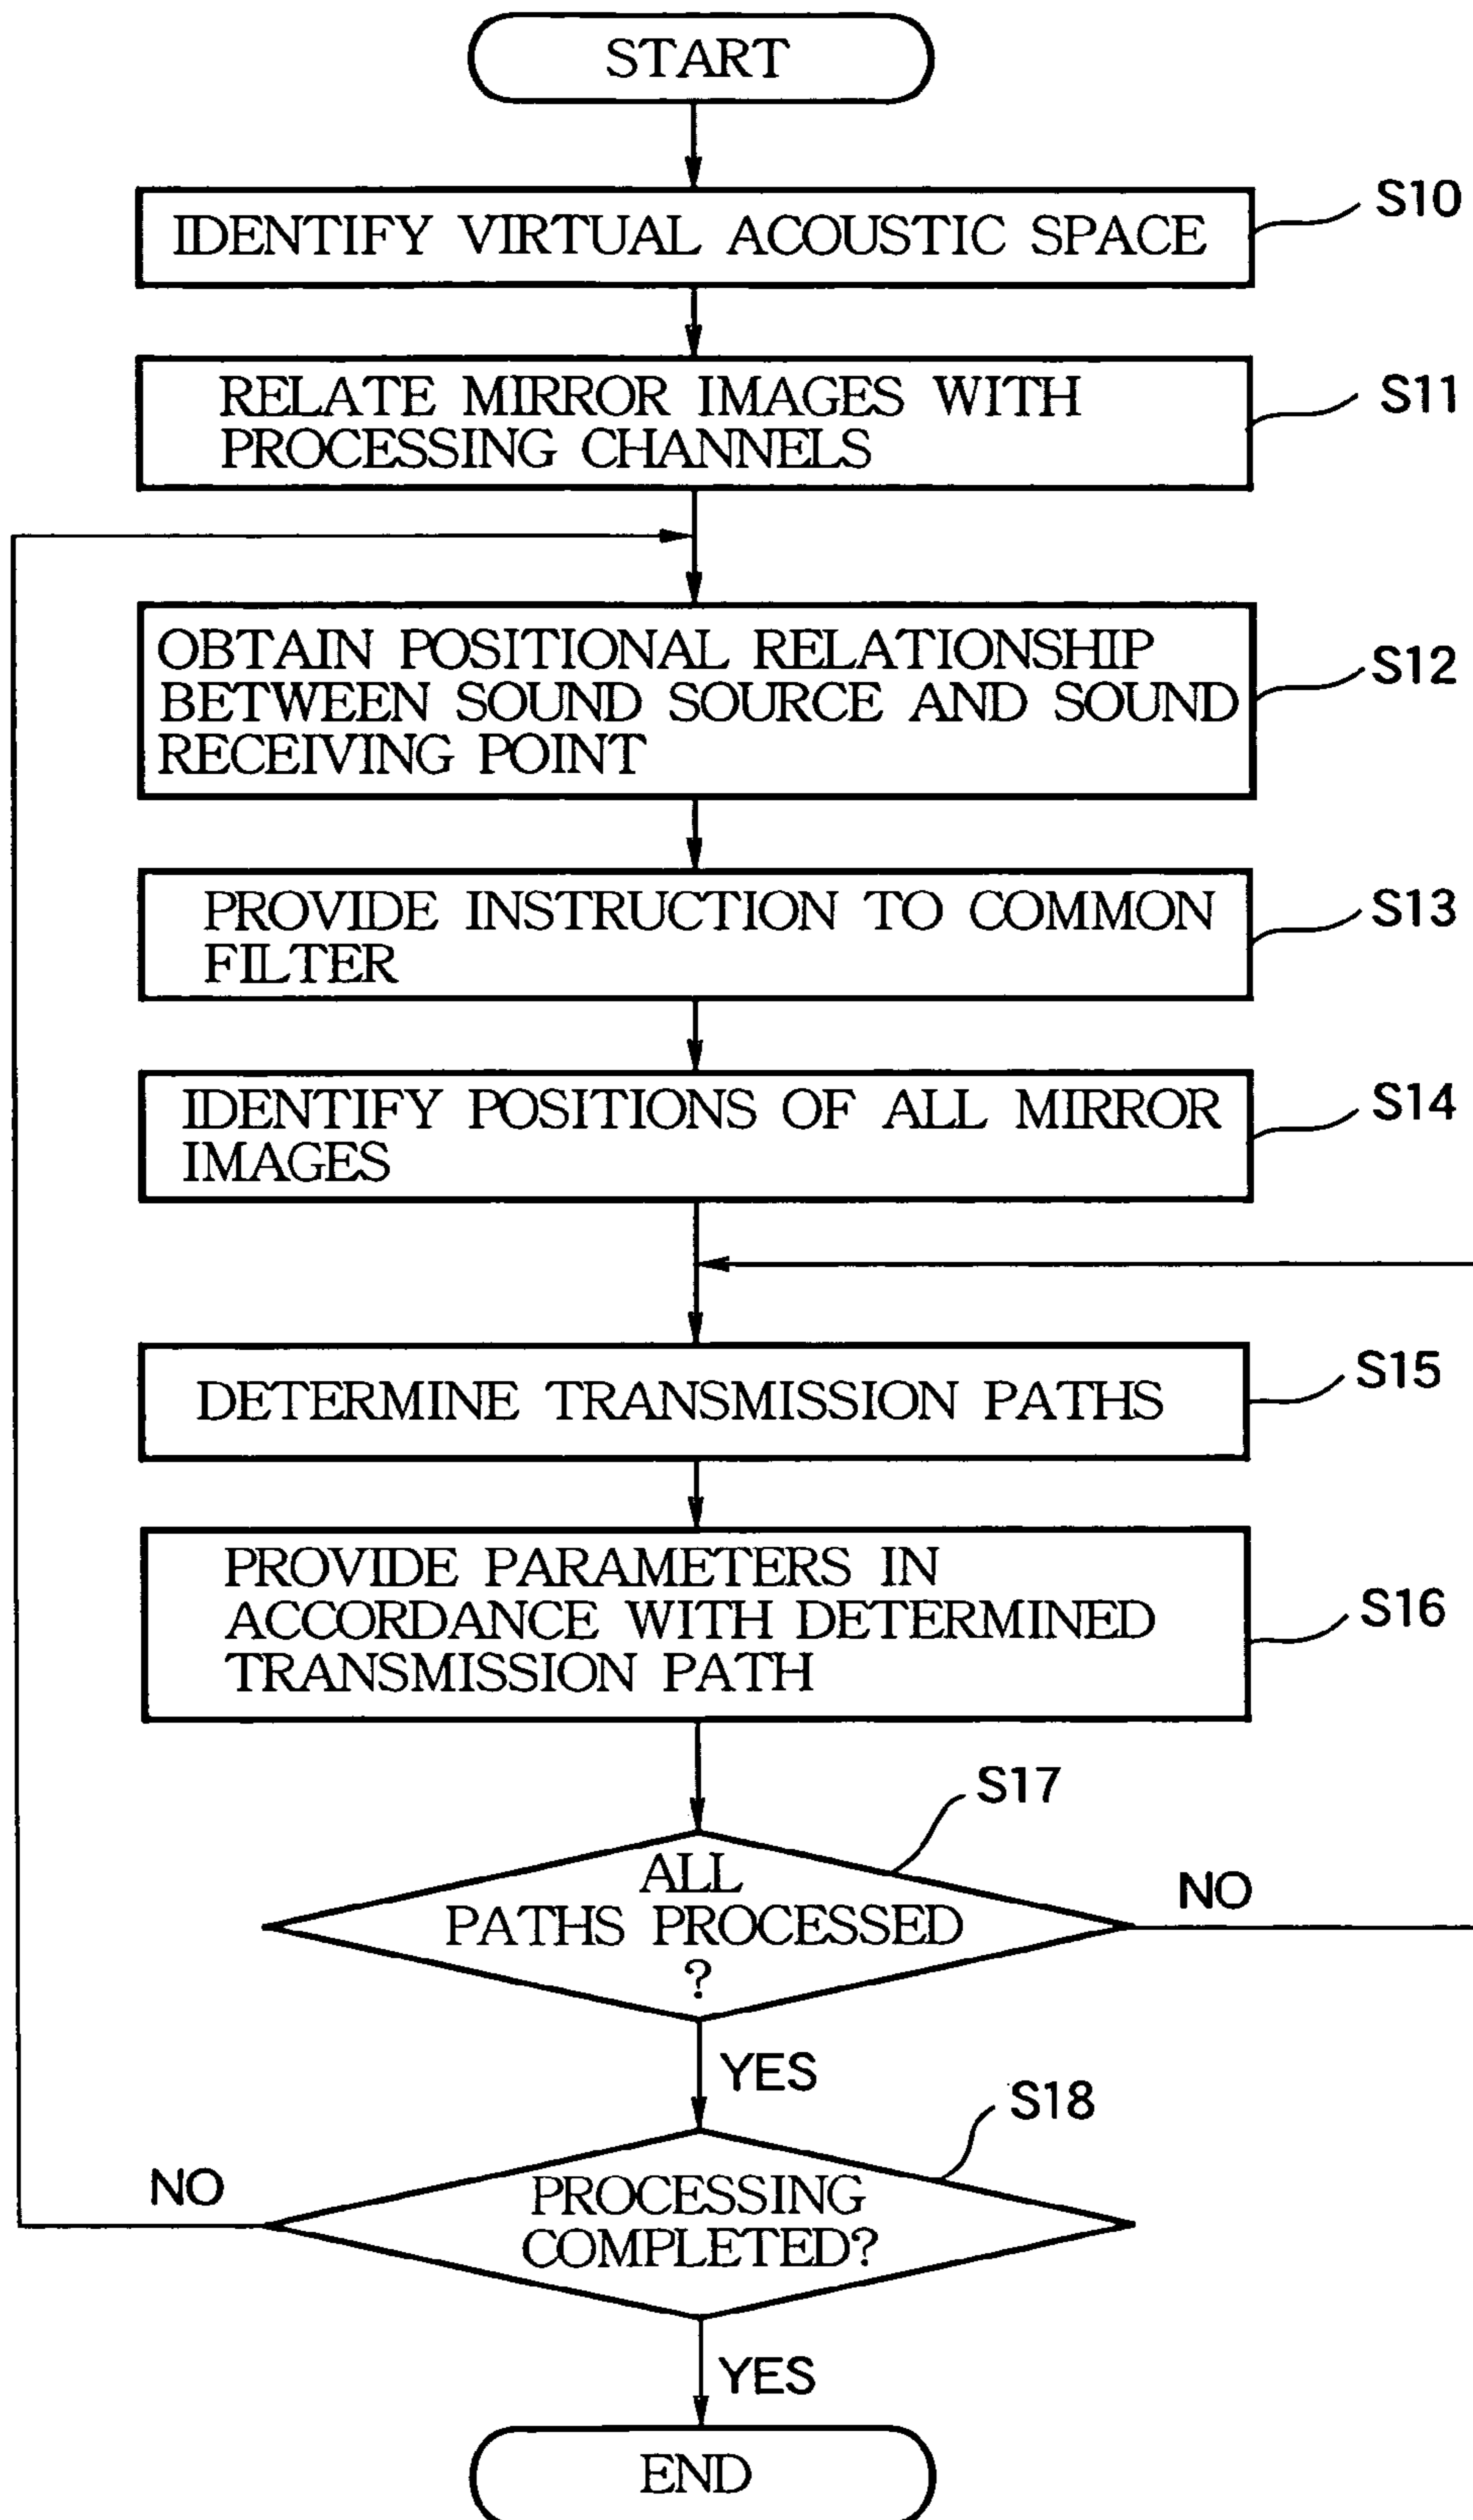 START
IDENTIFY VIRTUAL ACOUSTIC SPACE
S10
RELATE MIRROR IMAGES WITH
PROCESSING CHANNELS
S11
OBTAIN POSITIONAL RELATIONSHIP
BETWEEN SOUND SOURCE AND SOUND
RECEIVING POINT
S12
PROVIDE INSTRUCTION TO COMMON
FILTER
S13
IDENTIFY POSITIONS OF ALL MIRROR
IMAGES
S14
DETERMINE TRANSMISSION PATHS
S15
PROVIDE PARAMETERS IN
ACCORDANCE WITH DETERMINED
TRANSMISSION PATH
S16
S17
ALL
PATHS PROCESSED
?
NO
YES
S18
NO
PROCESSING
COMPLETED?
YES
END